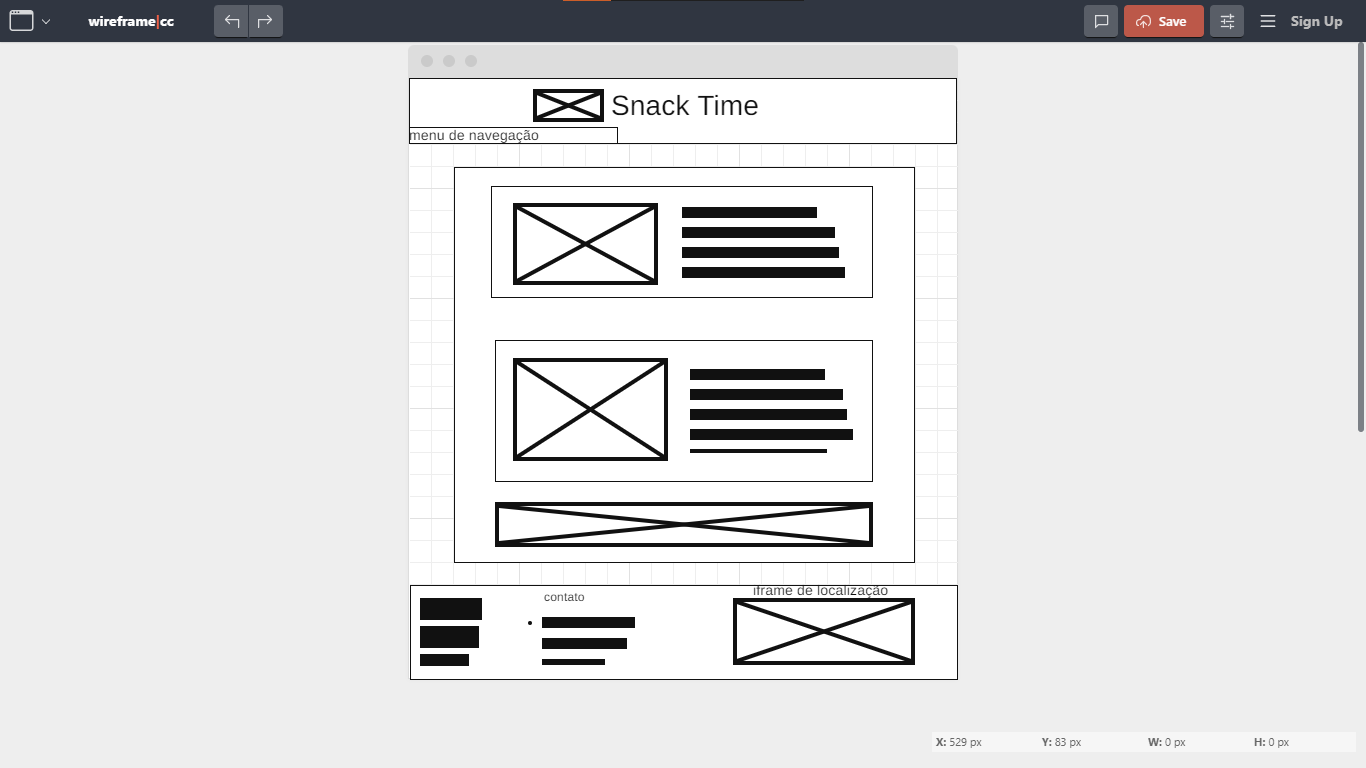 wireframe|cc
Save
Sign Up
Snack Time
menu de navegação
contato
iframe de localização
X: 529 px Y: 83 px W: 0 px H: 0 px